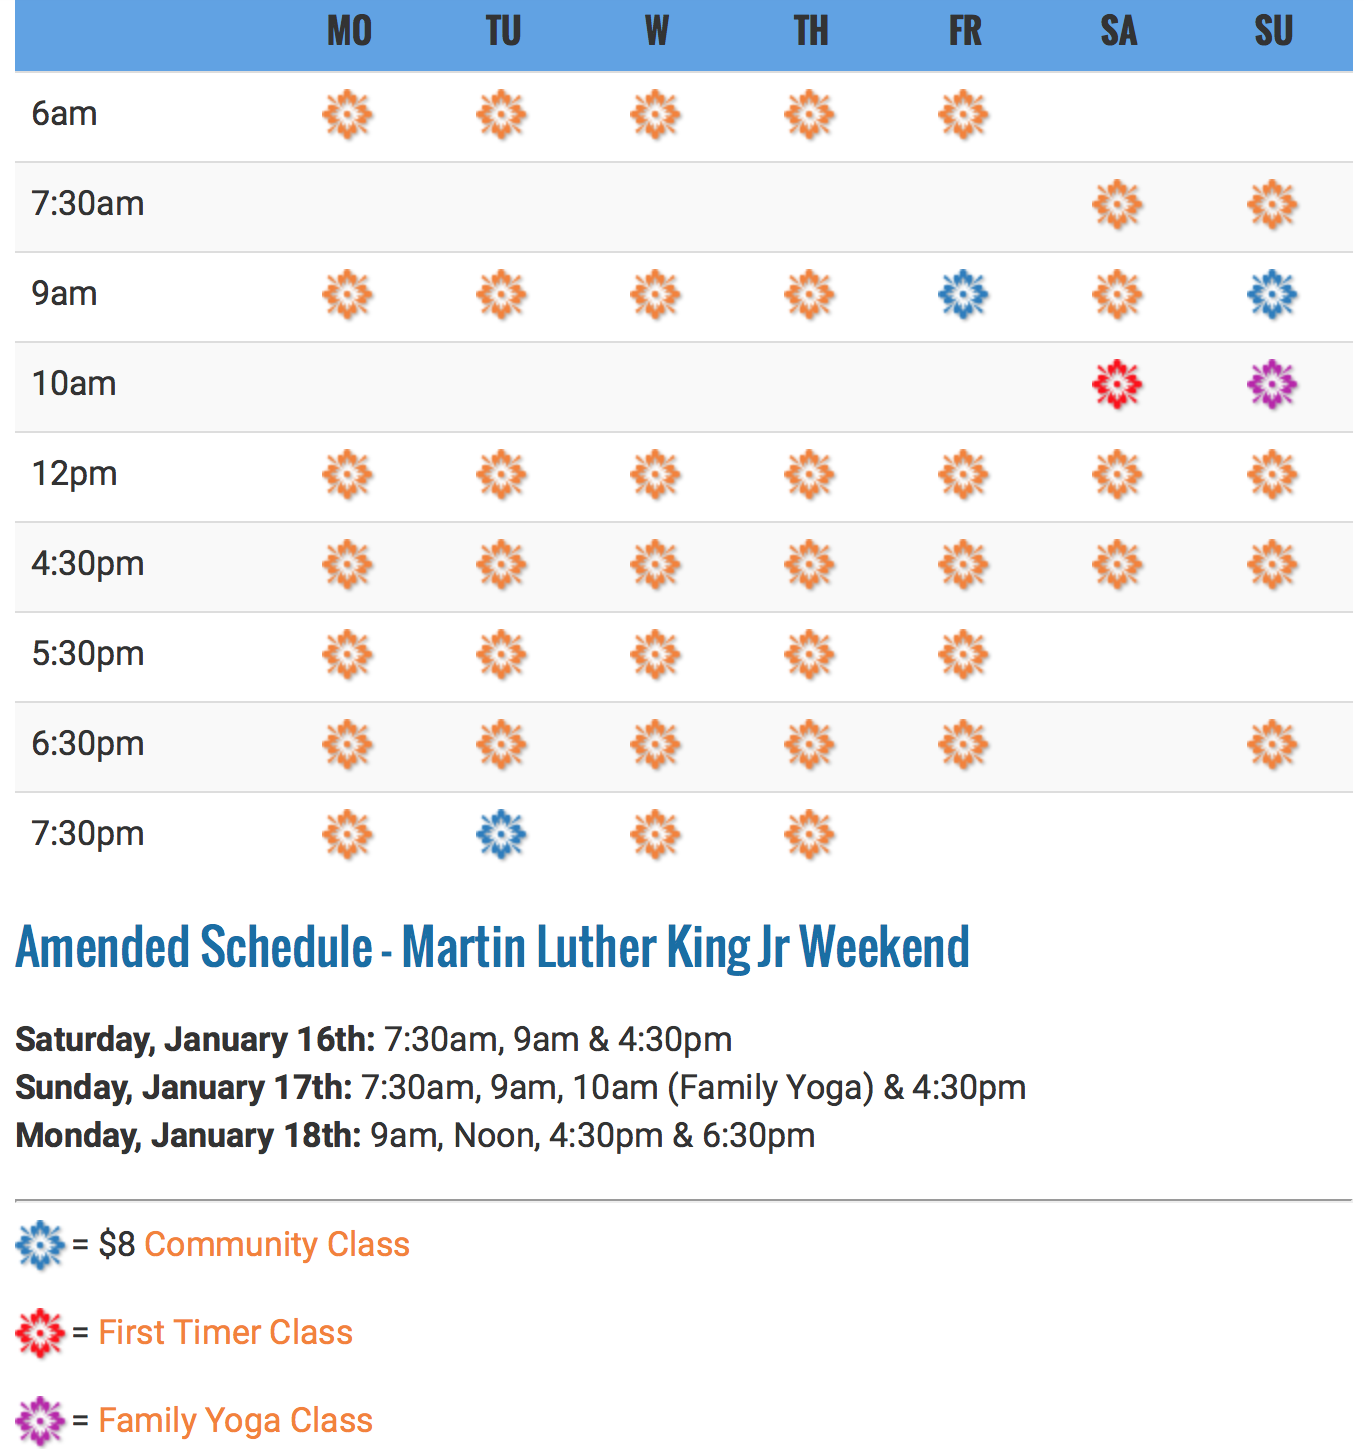 MO TU W TH FR SA SU
6am
7:30am
9am
10am
12pm
4:30pm
5:30pm
6:30pm
7:30pm
Amended Schedule - Martin Luther King Jr Weekend
Saturday, January 16th: 7:30am, 9am & 4:30pm
Sunday, January 17th: 7:30am, 9am, 10am (Family Yoga) & 4:30pm
Monday, January 18th: 9am, Noon, 4:30pm & 6:30pm
= $8 Community Class
= First Timer Class
= Family Yoga Class